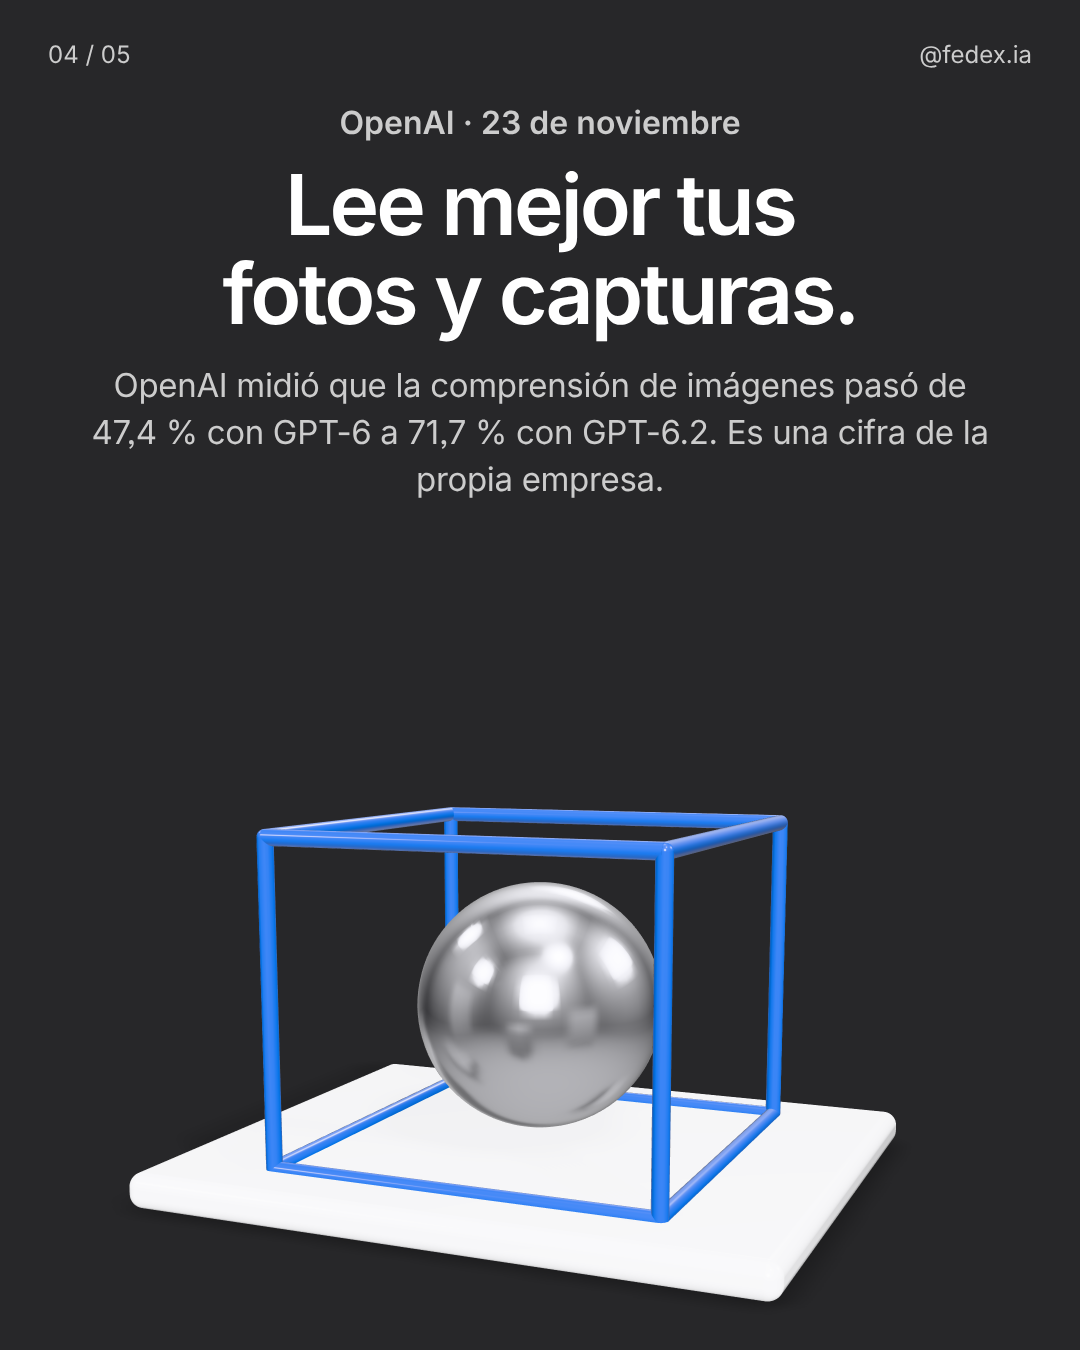 04 / 05
@fedex.ia
OpenAI · 23 de noviembre
Lee mejor tus
fotos y capturas.
OpenAI midió que la comprensión de imágenes pasó de
47,4 % con GPT-6 a 71,7 % con GPT-6.2. Es una cifra de la
propia empresa.